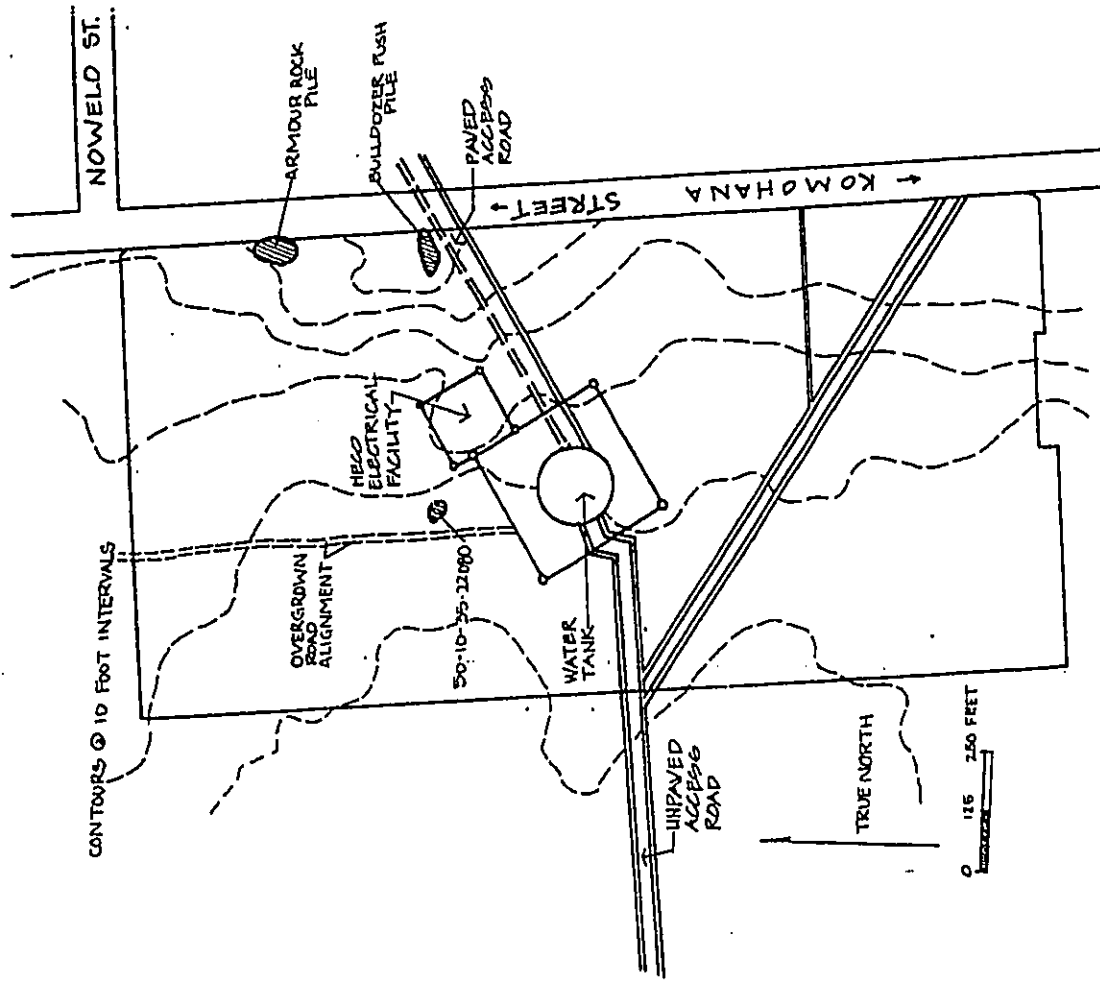 NOWELO ST.
ARMOUR ROCK
PILE
BULLDOZER PUSH
PILE
PAVED
ACCESS
ROAD
← KOMOHANA STREET →
HECO
ELECTRICAL
FACILITY
CONTOURS @ 10 FOOT INTERVALS
OVERGROWN
ROAD
ALIGNMENT
50-10-35-22080
WATER
TANK
UNPAVED
ACCESS
ROAD
TRUE NORTH
0 125 250 FEET